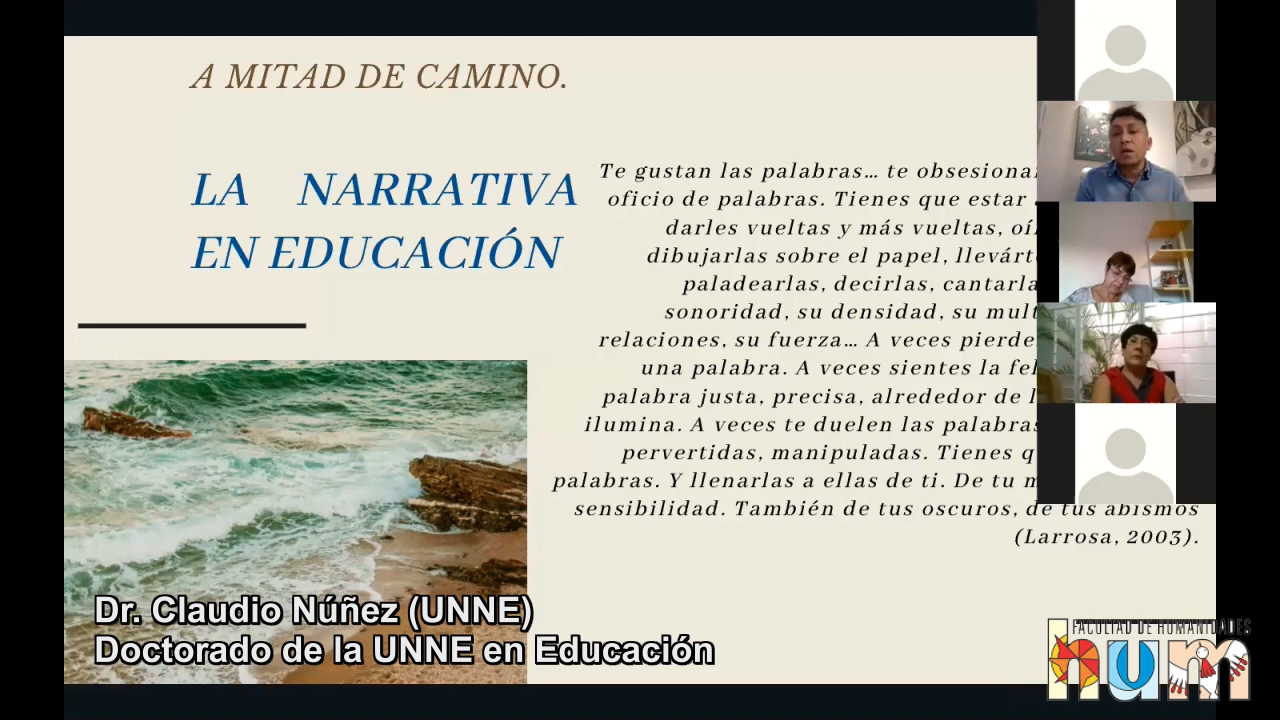 A MITAD DE CAMINO.
LA NARRATIVA
EN EDUCACIÓN
Te gustan las palabras... te obsesionan
oficio de palabras. Tienes que estar
darles vueltas y más vueltas,
dibujarlas sobre el papel,
paladearlas, decirlas,
sonoridad, su densidad, su
relaciones, su fuerza... A veces
una palabra. A veces sientes la
palabra justa, precisa, alrededor de
ilumina. A veces te duelen las palabras
pervertidas, manipuladas. Tienes
palabras. Y llenarlas a ellas de ti. De tu
sensibilidad. También de tus oscuros, de tus abismos
(Larrosa, 2003).
Dr. Claudio Núñez (UNNE)
Doctorado de la UNNE en Educación
FACULTAD DE HUMANIDADES
hum